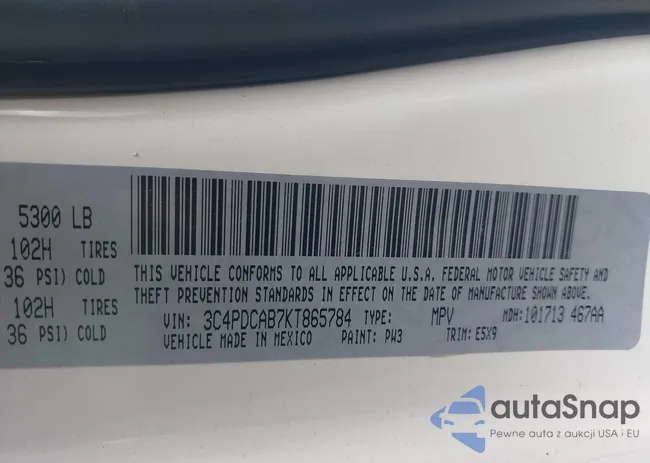 5300 LB
102H TIRES
36 PSI) COLD
102H TIRES
36 PSI) COLD
THIS VEHICLE CONFORMS TO ALL APPLICABLE U.S.A. FEDERAL MOTOR VEHICLE SAFETY AND
THEFT PREVENTION STANDARDS IN EFFECT ON THE DATE OF MANUFACTURE SHOWN ABOVE.
VIN: 3C4PDCAB7KT865784 TYPE: MPV MDH:101713 467AA
VEHICLE MADE IN MEXICO PAINT: PW3 TRIM: E5X9
autaSnap
Pewne auta z aukcji USA i EU